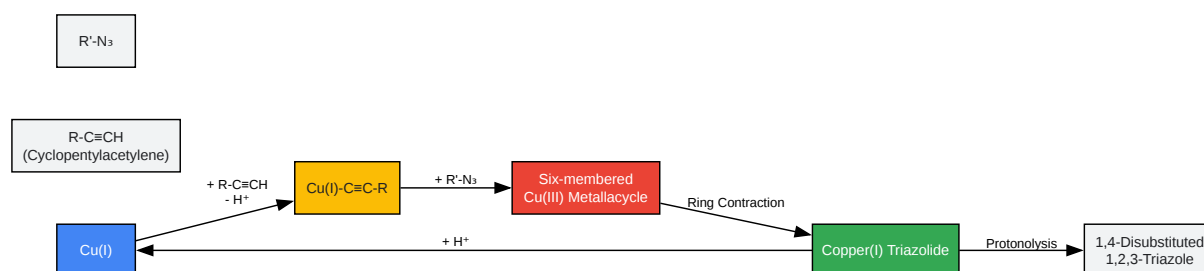 R'-N₃
R-C≡CH
(Cyclopentylacetylene)
+ R-C≡CH
- H⁺
Cu(I)-C≡C-R
+ R'-N₃
Six-membered
Cu(III) Metallacycle
Ring Contraction
Cu(I)
+ H⁺
Copper(I) Triazolide
Protonolysis
1,4-Disubstituted
1,2,3-Triazole